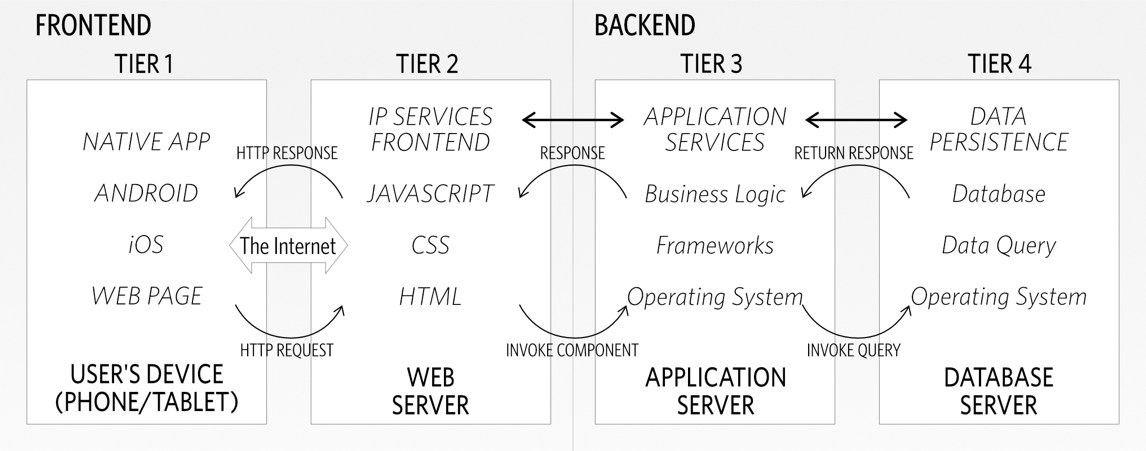 FRONTEND
BACKEND
TIER 1
TIER 2
TIER 3
TIER 4
NATIVE APP
ANDROID
iOS
WEB PAGE
USER'S DEVICE
(PHONE/TABLET)
HTTP RESPONSE
The Internet
HTTP REQUEST
IP SERVICES
FRONTEND
JAVASCRIPT
CSS
HTML
WEB
SERVER
RESPONSE
INVOKE COMPONENT
APPLICATION
SERVICES
Business Logic
Frameworks
Operating System
APPLICATION
SERVER
RETURN RESPONSE
INVOKE QUERY
DATA
PERSISTENCE
Database
Data Query
Operating System
DATABASE
SERVER